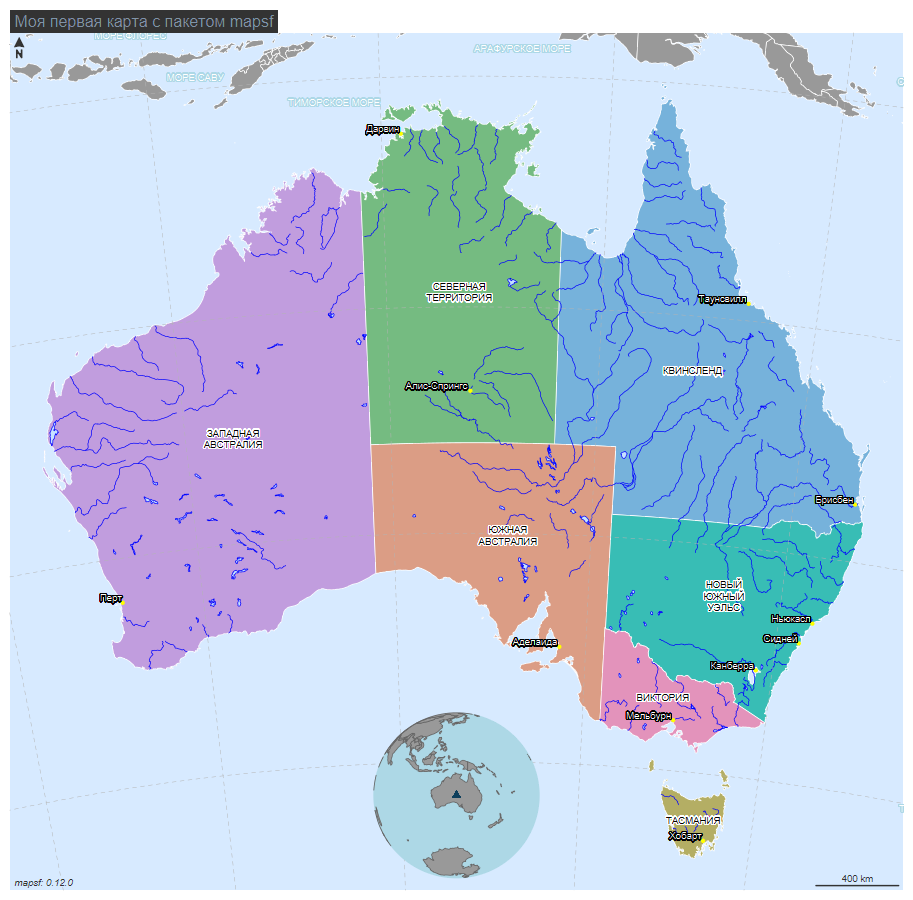 Моя первая карта с пакетом mapsf
N
МОРЕ ФЛОРЕС
АРАФУРСКОЕ МОРЕ
МОРЕ САВУ
ТИМОРСКОЕ МОРЕ
Дарвин
СЕВЕРНАЯ
ТЕРРИТОРИЯ
Таунсвилл
КВИНСЛЕНД
Алис-Спрингс
ЗАПАДНАЯ
АВСТРАЛИЯ
Брисбен
ЮЖНАЯ
АВСТРАЛИЯ
НОВЫЙ
ЮЖНЫЙ
УЭЛЬС
Перт
Ньюкасл
Сидней
Аделаида
Канберра
ВИКТОРИЯ
Мельбурн
ТАСМАНИЯ
Хобарт
400 km
mapsf: 0.12.0